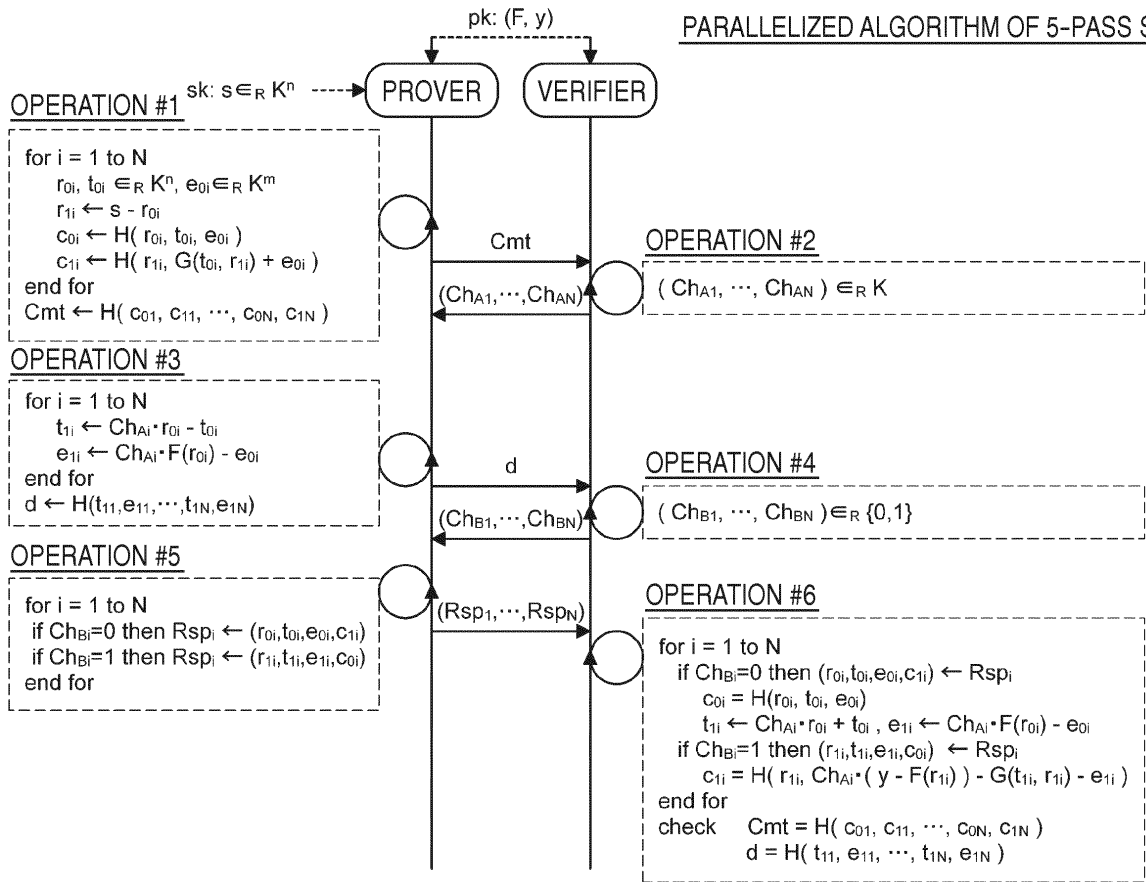 pk: (F, y)
PARALLELIZED ALGORITHM OF 5-PASS S
sk: s ∈R Kⁿ
PROVER
VERIFIER
OPERATION #1
for i = 1 to N
r0i, t0i ∈R Kⁿ, e0i ∈R Kᵐ
r1i ← s - r0i
c0i ← H( r0i, t0i, e0i )
c1i ← H( r1i, G(t0i, r1i) + e0i )
end for
Cmt ← H( c01, c11, ···, c0N, c1N )
Cmt
OPERATION #2
( ChA1, ···, ChAN ) ∈R K
(ChA1,···,ChAN)
OPERATION #3
for i = 1 to N
t1i ← ChAi·r0i - t0i
e1i ← ChAi·F(r0i) - e0i
end for
d ← H(t11,e11,···,t1N,e1N)
d
OPERATION #4
( ChB1, ···, ChBN ) ∈R {0,1}
(ChB1,···,ChBN)
OPERATION #5
for i = 1 to N
if ChBi=0 then Rspi ← (r0i,t0i,e0i,c1i)
if ChBi=1 then Rspi ← (r1i,t1i,e1i,c0i)
end for
(Rsp1,···,RspN)
OPERATION #6
for i = 1 to N
if ChBi=0 then (r0i,t0i,e0i,c1i) ← Rspi
c0i = H(r0i, t0i, e0i)
t1i ← ChAi·r0i + t0i , e1i ← ChAi·F(r0i) - e0i
if ChBi=1 then (r1i,t1i,e1i,c0i) ← Rspi
c1i = H( r1i, ChAi·( y - F(r1i) ) - G(t1i, r1i) - e1i )
end for
check Cmt = H( c01, c11, ···, c0N, c1N )
d = H( t11, e11, ···, t1N, e1N )